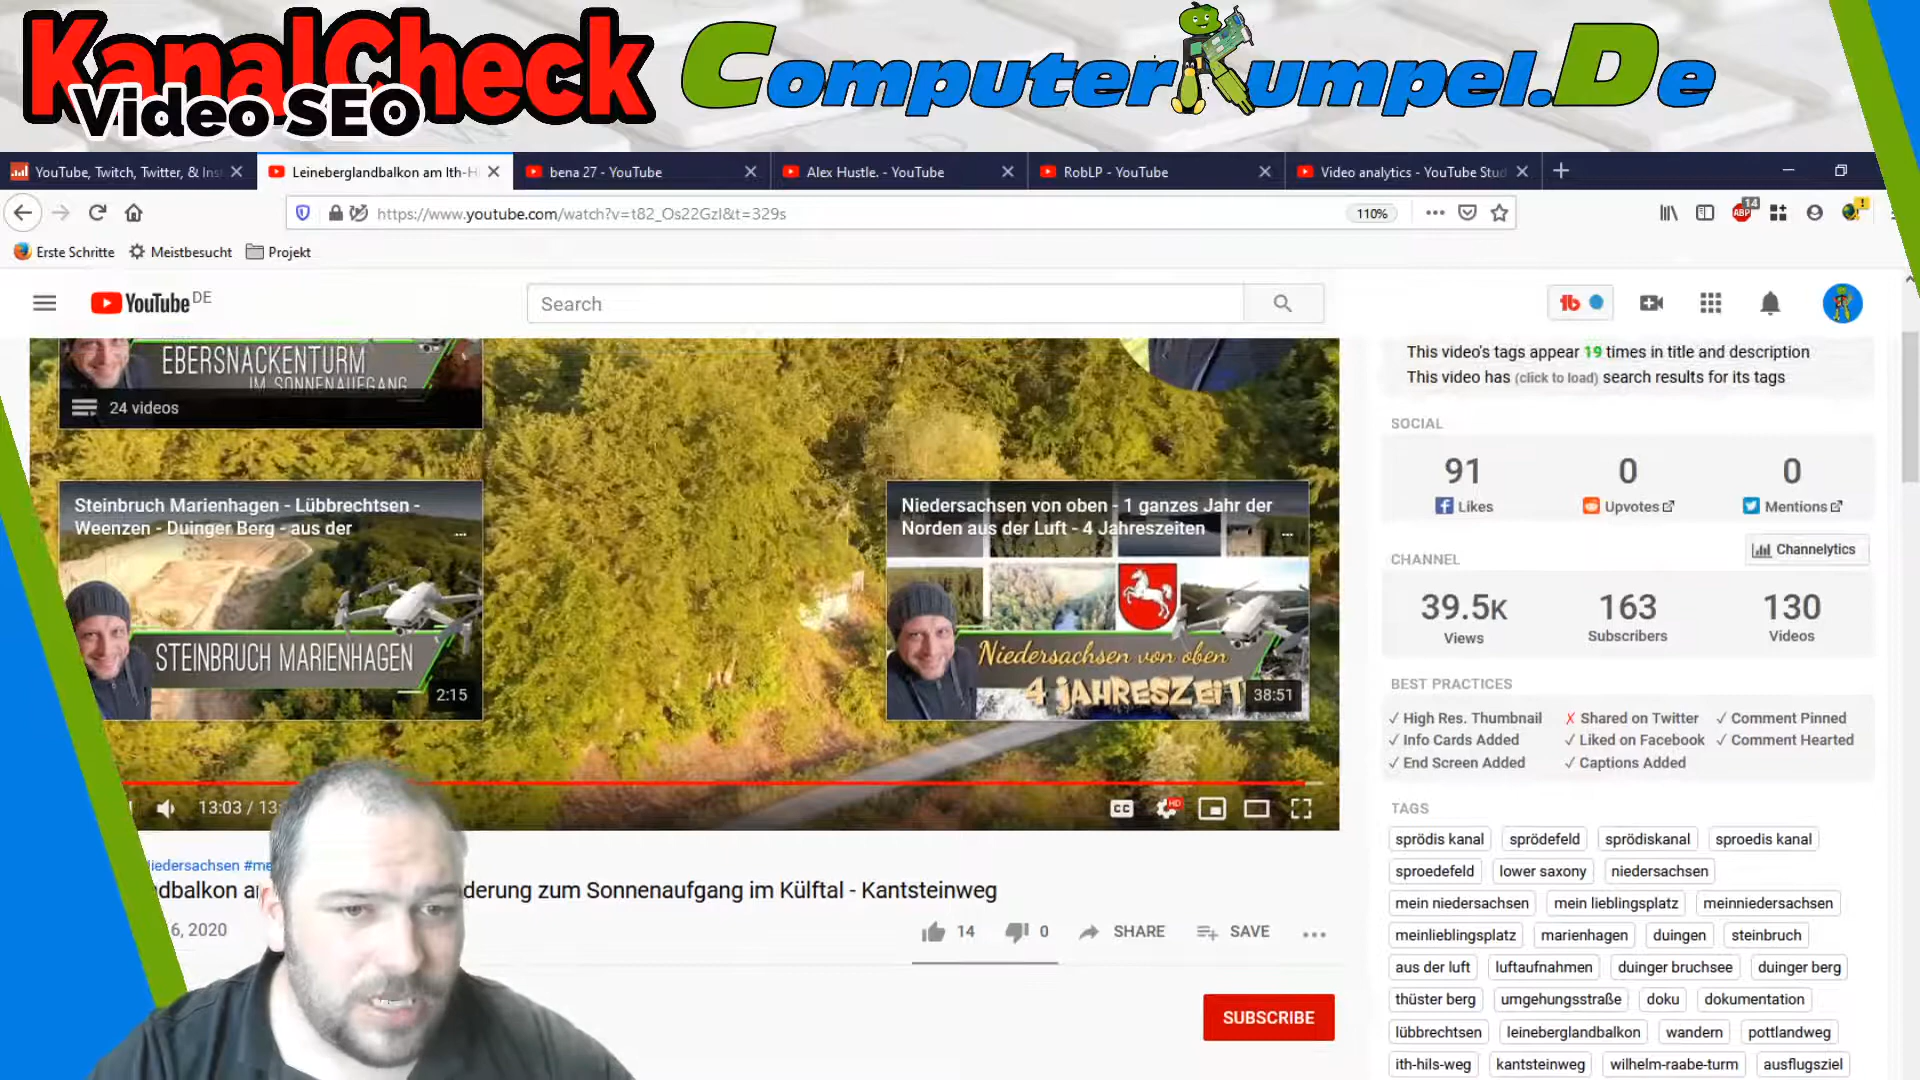 KanalCheck
Video SEO
ComputerKumpel.De
YouTube, Twitch, Twitter, & Ins
Leineberglandbalkon am Ith-H
bena 27 - YouTube
Alex Hustle. - YouTube
RobLP - YouTube
Video analytics - YouTube Stud
https://www.youtube.com/watch?v=t82_Os22GzI&t=329s
110%
ABP
14
Erste Schritte
Meistbesucht
Projekt
YouTube DE
Search
tb
EBERSNACKENTURM
IM SONNENAUFGANG
24 videos
Steinbruch Marienhagen - Lübbrechtsen -
Weenzen - Duinger Berg - aus der
STEINBRUCH MARIENHAGEN
2:15
Niedersachsen von oben - 1 ganzes Jahr der
Norden aus der Luft - 4 Jahreszeiten
Niedersachsen von oben
4 JAHRESZEIT
38:51
13:03 / 13:
CC
HD
iedersachsen #me
dbalkon a
derung zum Sonnenaufgang im Külftal - Kantsteinweg
6, 2020
14
0
SHARE
SAVE
SUBSCRIBE
This video's tags appear 19 times in title and description
This video has (click to load) search results for its tags
SOCIAL
91
0
0
Likes
Upvotes
Mentions
CHANNEL
Channelytics
39.5K
163
130
Views
Subscribers
Videos
BEST PRACTICES
✓ High Res. Thumbnail
✗ Shared on Twitter
✓ Comment Pinned
✓ Info Cards Added
✓ Liked on Facebook
✓ Comment Hearted
✓ End Screen Added
✓ Captions Added
TAGS
sprödis kanal
sprödefeld
sprödiskanal
sproedis kanal
sproedefeld
lower saxony
niedersachsen
mein niedersachsen
mein lieblingsplatz
meinniedersachsen
meinlieblingsplatz
marienhagen
duingen
steinbruch
aus der luft
luftaufnahmen
duinger bruchsee
duinger berg
thüster berg
umgehungsstraße
doku
dokumentation
lübbrechtsen
leineberglandbalkon
wandern
pottlandweg
ith-hils-weg
kantsteinweg
wilhelm-raabe-turm
ausflugsziel